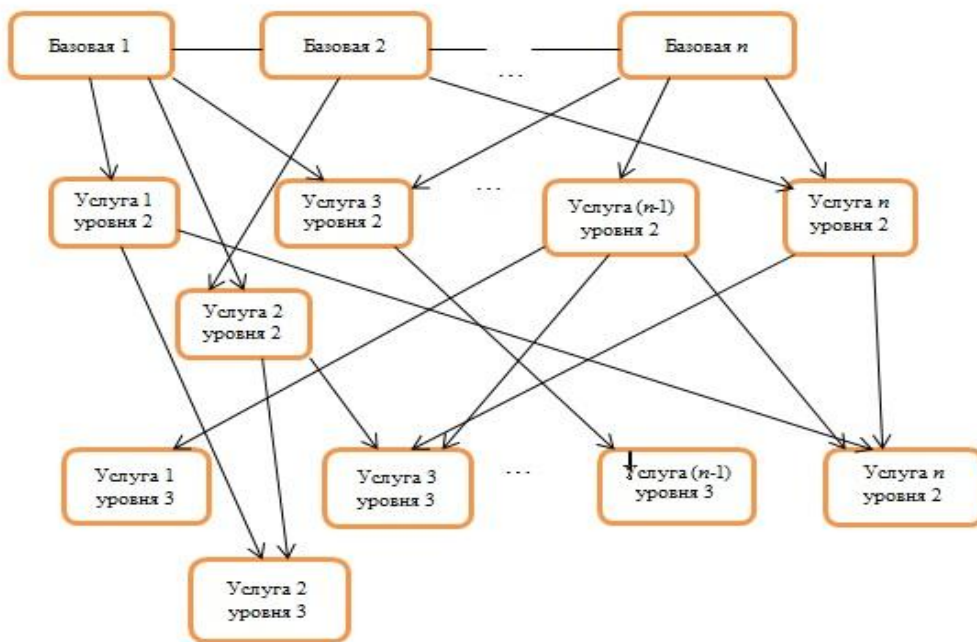 Базовая 1
Базовая 2
...
Базовая n
Услуга 1
уровня 2
Услуга 3
уровня 2
...
Услуга (n-1)
уровня 2
Услуга n
уровня 2
Услуга 2
уровня 2
Услуга 1
уровня 3
Услуга 3
уровня 3
...
Услуга (n-1)
уровня 3
Услуга n
уровня 2
Услуга 2
уровня 3